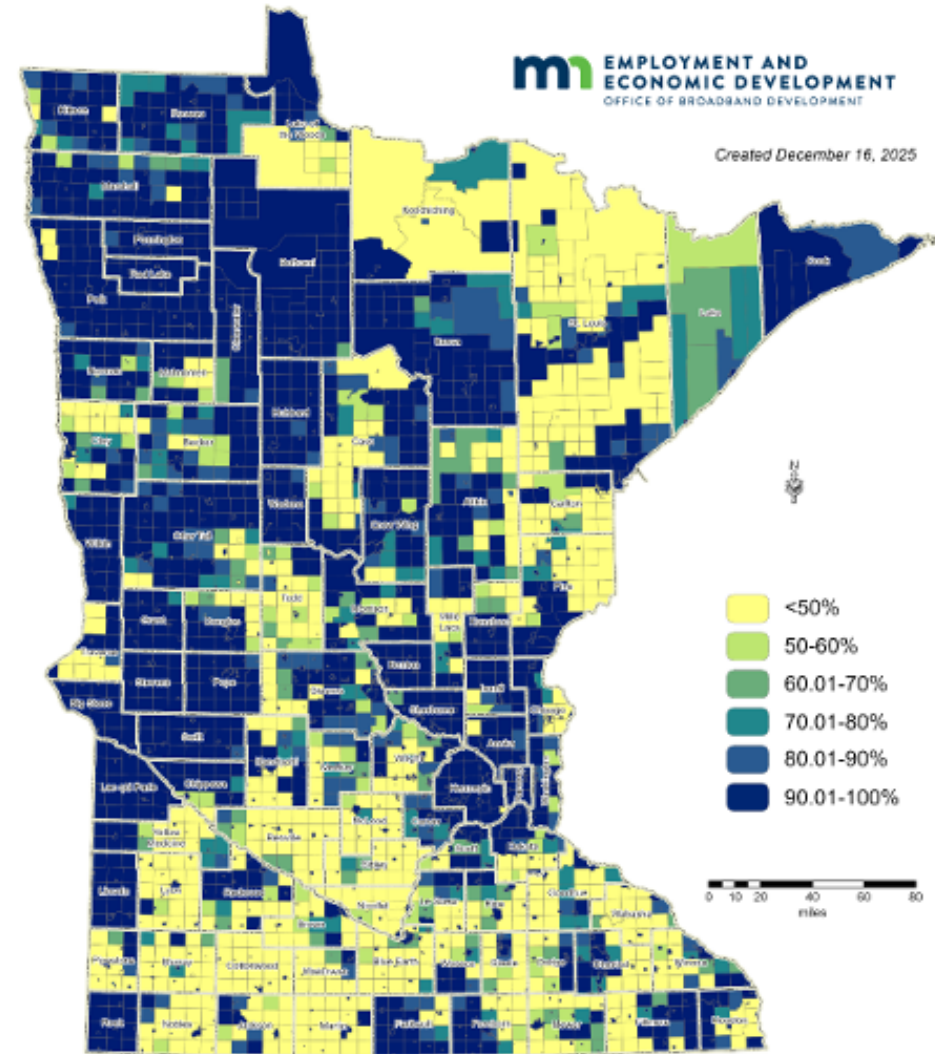 EMPLOYMENT AND
ECONOMIC DEVELOPMENT
OFFICE OF BROADBAND DEVELOPMENT
Created December 16, 2025
Kittson
Roseau
Lake of
the Woods
Marshall
Koochiching
Pennington
Red Lake
Polk
Beltrami
Cook
Lake
St. Louis
Itasca
Clearwater
Norman
Mahnomen
Hubbard
Cass
Clay
Becker
N
S
Wadena
Crow Wing
Aitkin
Carlton
Wilkin
Otter Tail
Pine
Todd
Morrison
Mille
Lacs
Kanabec
Grant
Douglas
Traverse
Benton
Stevens
Pope
Stearns
Isanti
Big Stone
Sherburne
Chisago
Swift
Anoka
Kandiyohi
Meeker
Wright
Hennepin
Lac qui Parle
Chippewa
McLeod
Carver
Renville
Yellow
Medicine
Sibley
Scott
Dakota
Lincoln
Lyon
Redwood
Nicollet
Le Sueur
Rice
Goodhue
Wabasha
Brown
Pipestone
Murray
Cottonwood
Watonwan
Blue Earth
Waseca
Steele
Dodge
Olmsted
Winona
Rock
Nobles
Jackson
Martin
Faribault
Freeborn
Mower
Fillmore
Houston
<50%
50-60%
60.01-70%
70.01-80%
80.01-90%
90.01-100%
0 5 10 20 40 60 80
miles